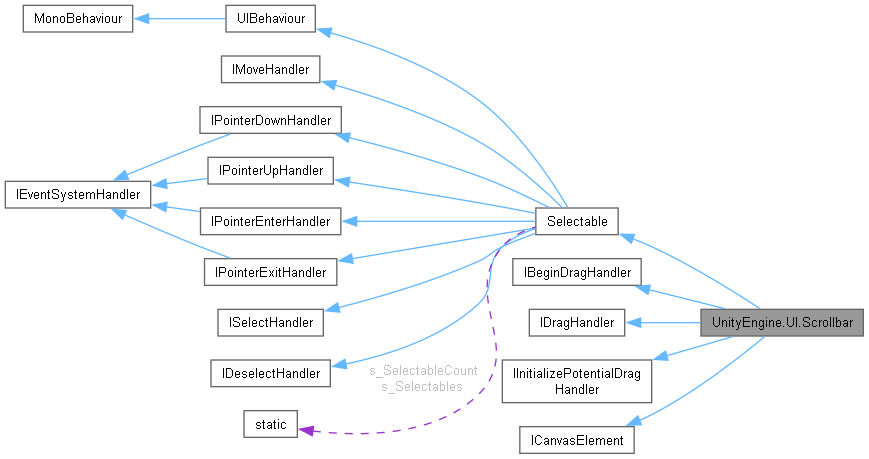 MonoBehaviour
UIBehaviour
IMoveHandler
IPointerDownHandler
IPointerUpHandler
IEventSystemHandler
IPointerEnterHandler
Selectable
IPointerExitHandler
IBeginDragHandler
ISelectHandler
IDragHandler
UnityEngine.UI.Scrollbar
IDeselectHandler
s_SelectableCount
s_Selectables
IInitializePotentialDrag
Handler
static
ICanvasElement